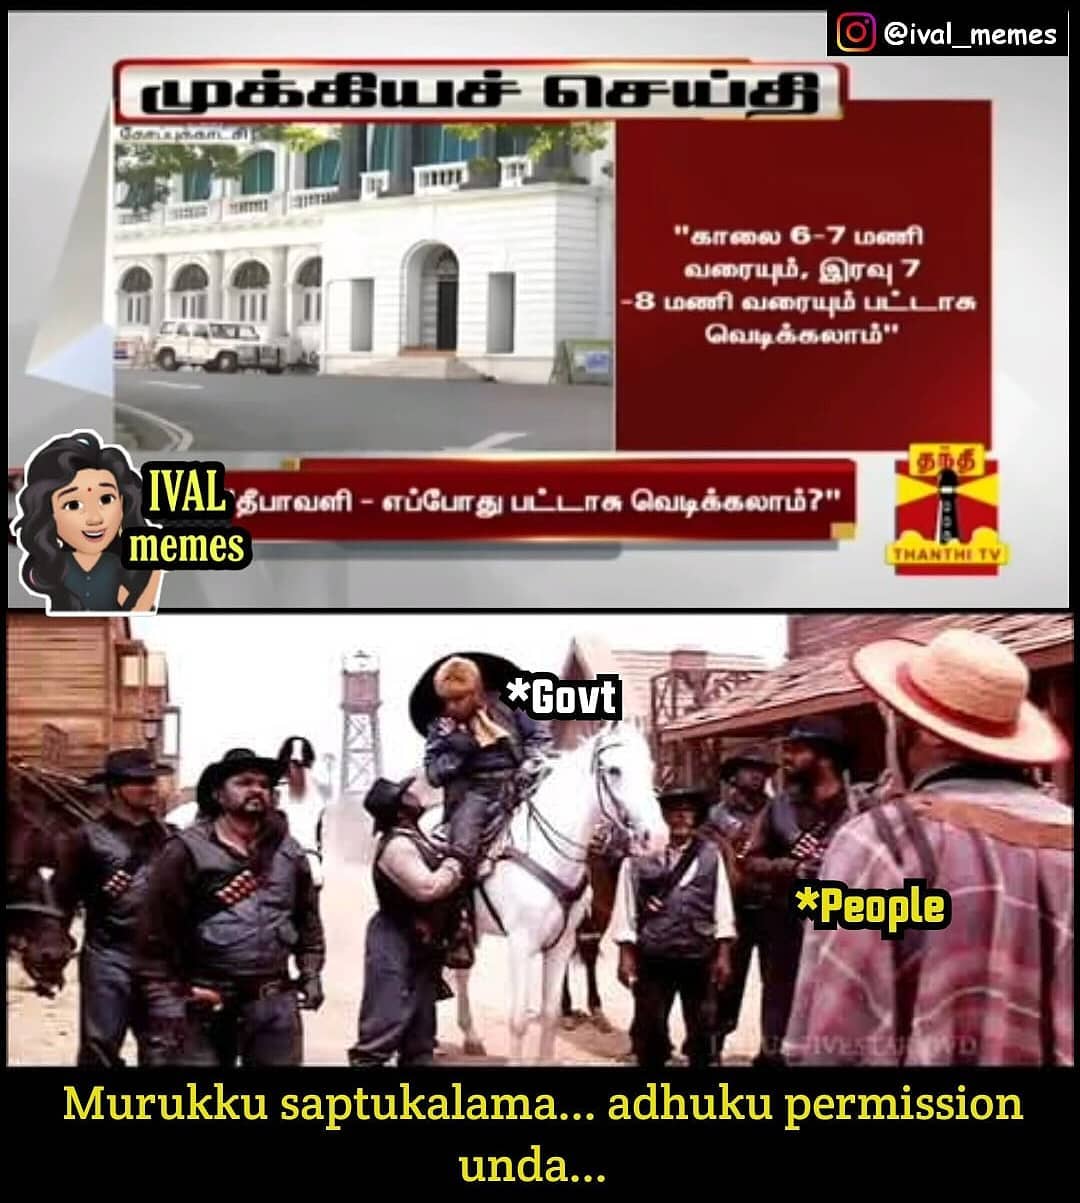 @ival_memes
முக்கியச் செய்தி
கோப்புக்காட்சி
"காலை 6-7 மணி
வரையும், இரவு 7
-8 மணி வரையும் பட்டாசு
வெடிக்கலாம்"
IVAL
memes
தீபாவளி - எப்போது பட்டாசு வெடிக்கலாம்?"
தந்தி
THANTHI TV
*Govt
*People
Murukku saptukalama... adhuku permission
unda...